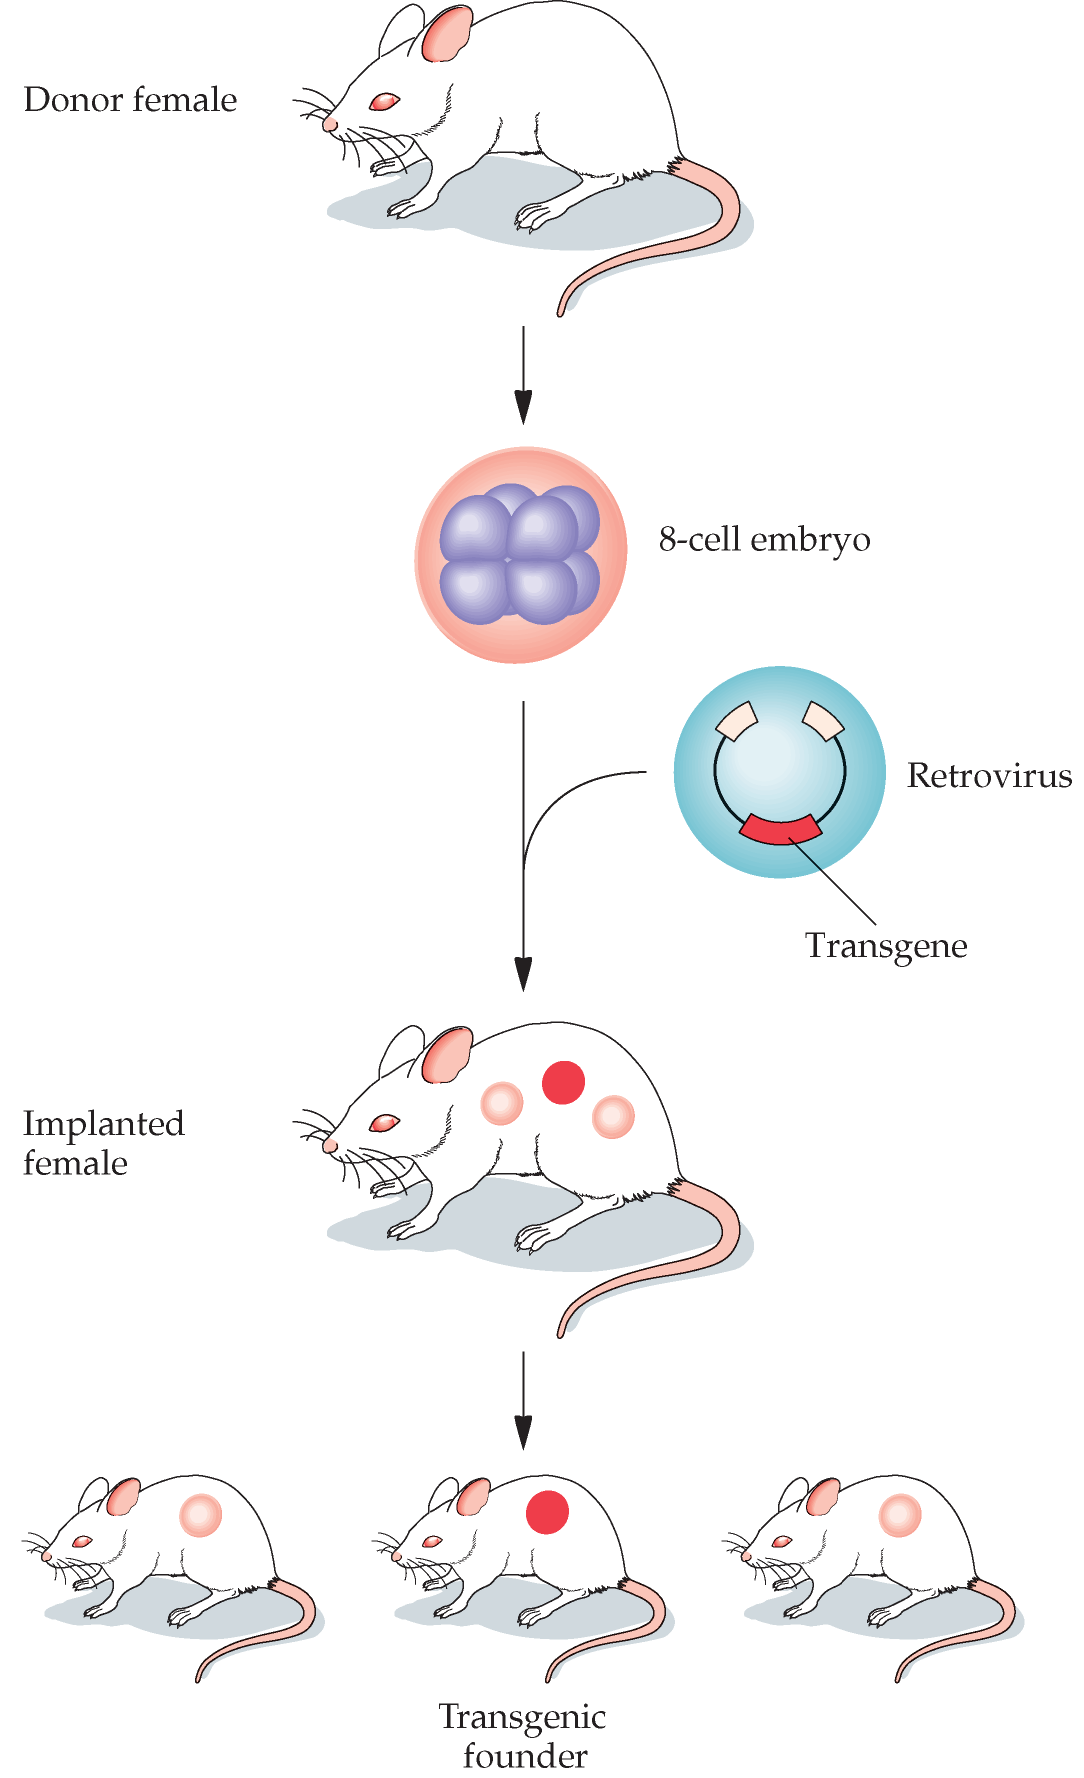 Donor female
8-cell embryo
Retrovirus
Transgene
Implanted
female
Transgenic
founder